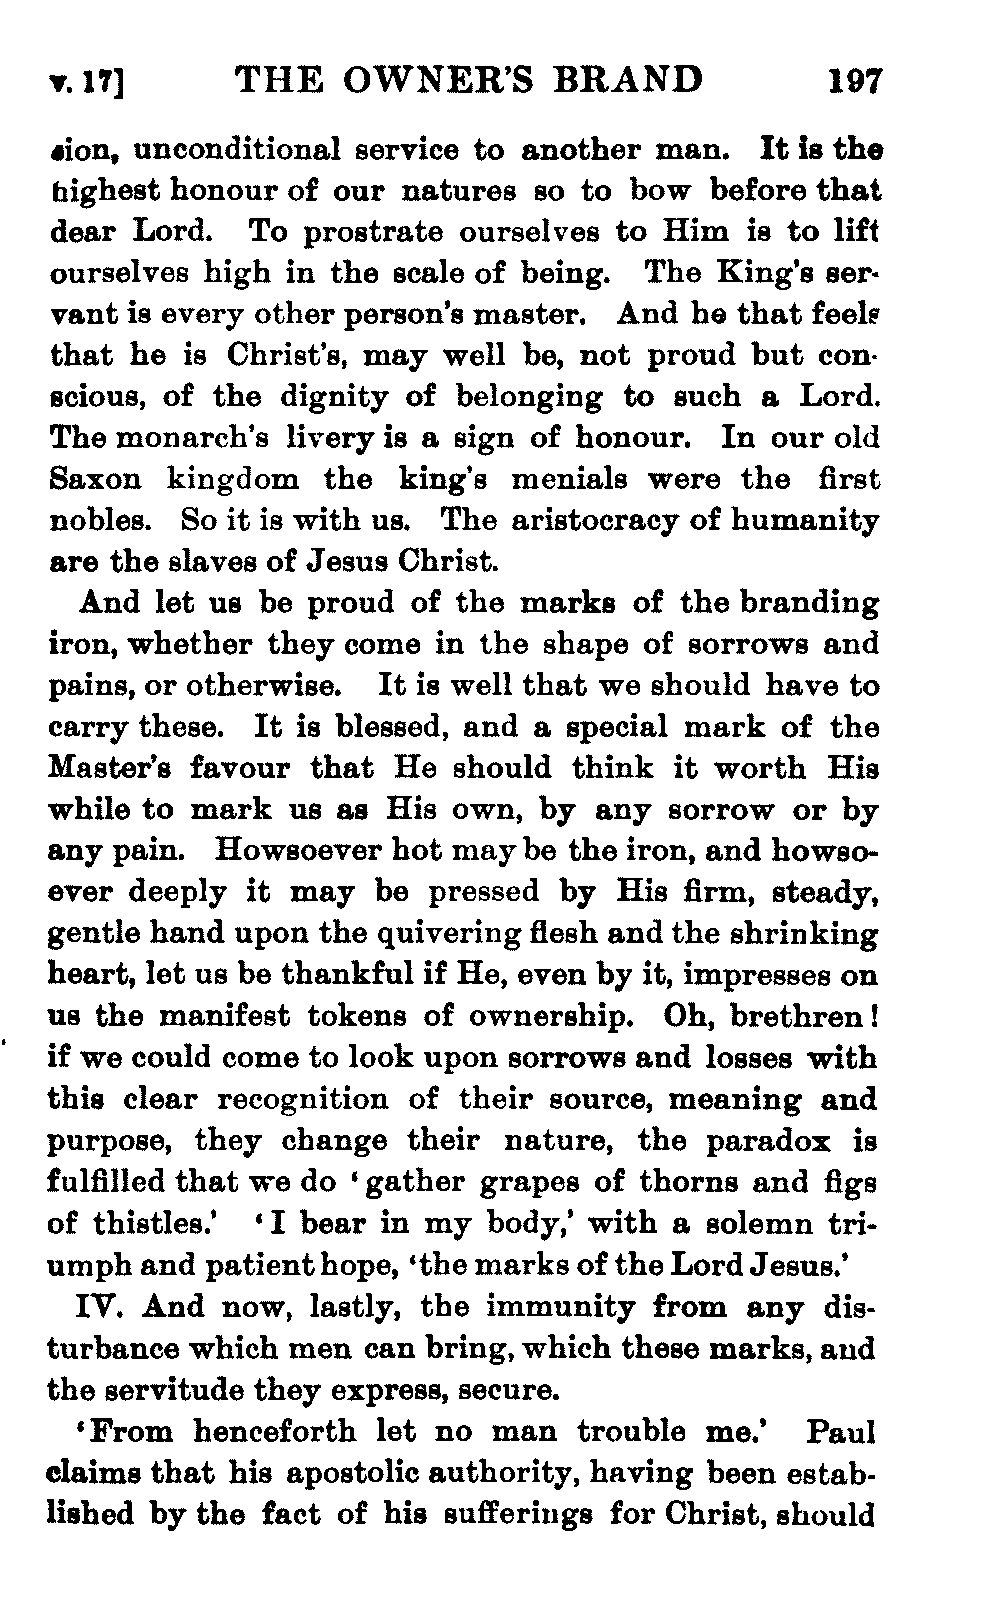 v. 17] THE OWNER'S BRAND 197
sion, unconditional service to another man. It is the
highest honour of our natures so to bow before that
dear Lord. To prostrate ourselves to Him is to lift
ourselves high in the scale of being. The King's ser-
vant is every other person's master. And he that feels
that he is Christ's, may well be, not proud but con-
scious, of the dignity of belonging to such a Lord.
The monarch's livery is a sign of honour. In our old
Saxon kingdom the king's menials were the first
nobles. So it is with us. The aristocracy of humanity
are the slaves of Jesus Christ.
And let us be proud of the marks of the branding
iron, whether they come in the shape of sorrows and
pains, or otherwise. It is well that we should have to
carry these. It is blessed, and a special mark of the
Master's favour that He should think it worth His
while to mark us as His own, by any sorrow or by
any pain. Howsoever hot may be the iron, and howso-
ever deeply it may be pressed by His firm, steady,
gentle hand upon the quivering flesh and the shrinking
heart, let us be thankful if He, even by it, impresses on
us the manifest tokens of ownership. Oh, brethren!
if we could come to look upon sorrows and losses with
this clear recognition of their source, meaning and
purpose, they change their nature, the paradox is
fulfilled that we do 'gather grapes of thorns and figs
of thistles.' 'I bear in my body,' with a solemn tri-
umph and patient hope, 'the marks of the Lord Jesus.'
IV. And now, lastly, the immunity from any dis-
turbance which men can bring, which these marks, and
the servitude they express, secure.
'From henceforth let no man trouble me.' Paul
claims that his apostolic authority, having been estab-
lished by the fact of his sufferings for Christ, should